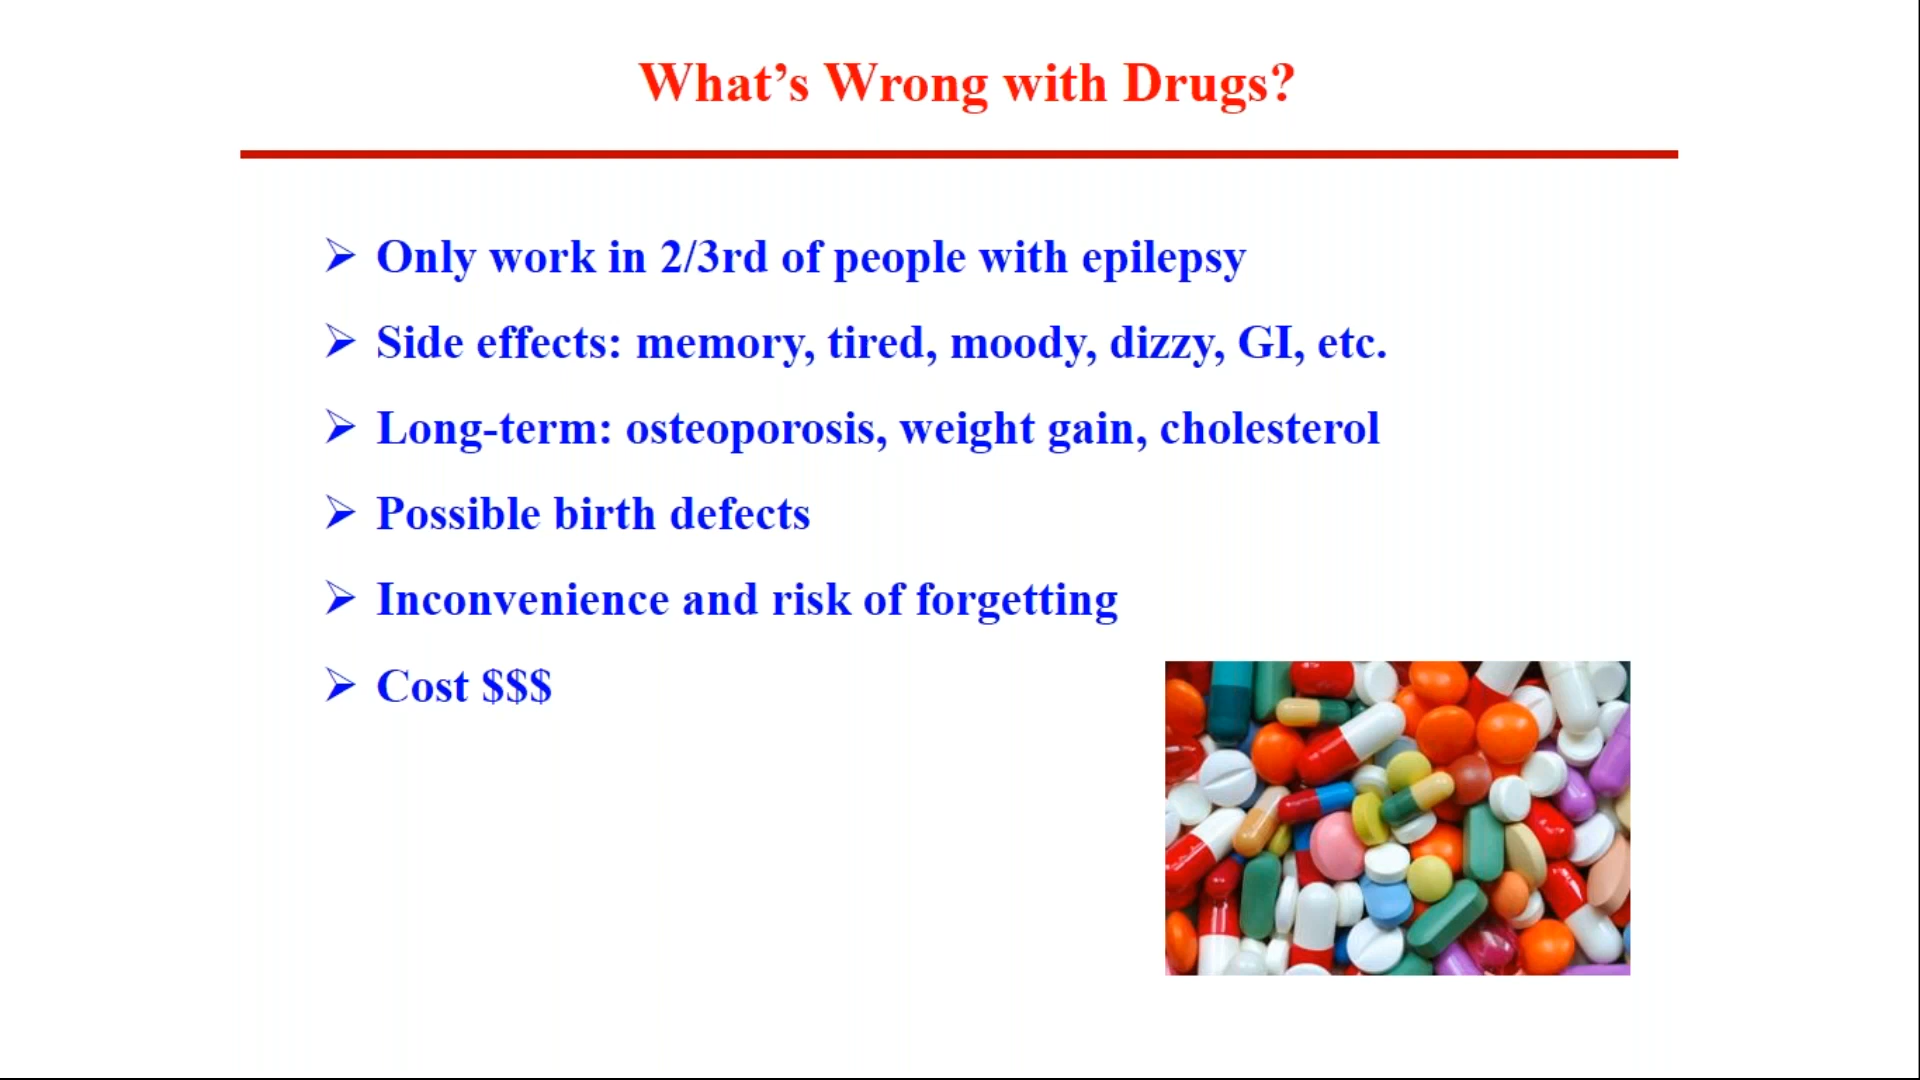 What’s Wrong with Drugs?
➢ Only work in 2/3rd of people with epilepsy
➢ Side effects: memory, tired, moody, dizzy, GI, etc.
➢ Long-term: osteoporosis, weight gain, cholesterol
➢ Possible birth defects
➢ Inconvenience and risk of forgetting
➢ Cost $$$